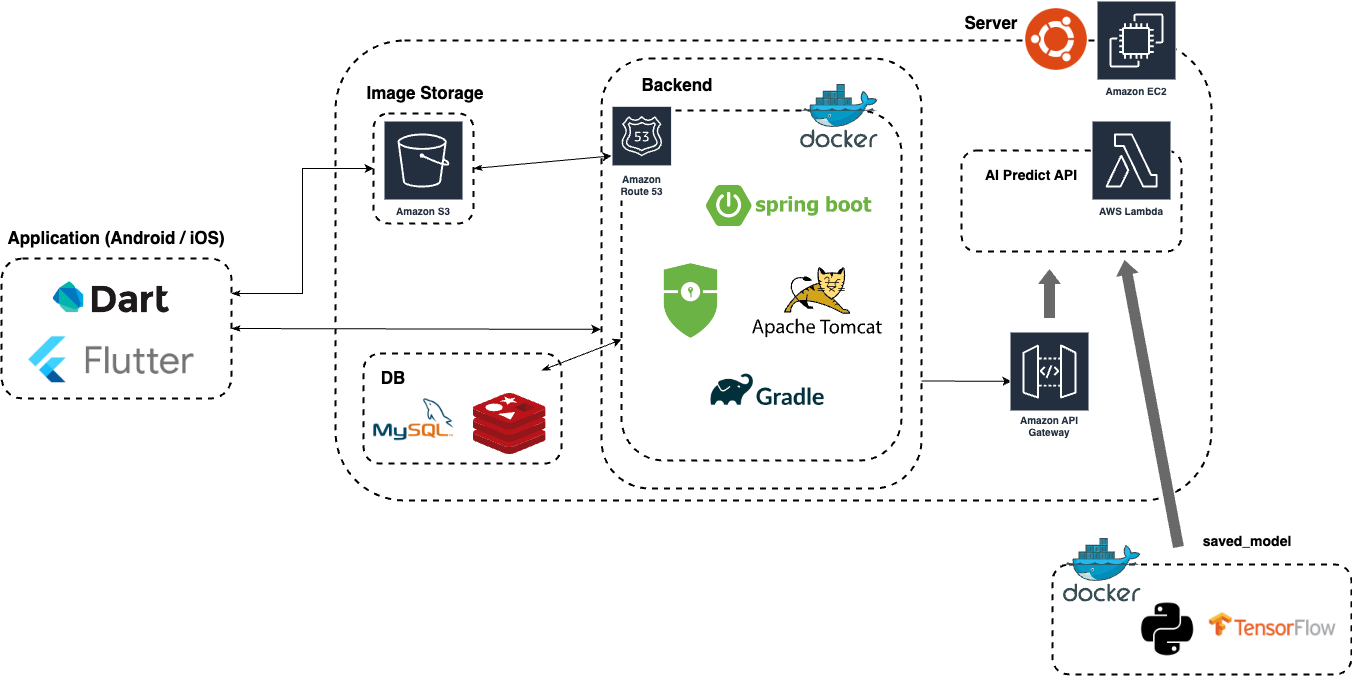 Server
Amazon EC2
Backend
Image Storage
docker
53
Amazon
Route 53
Amazon S3
AI Predict API
AWS Lambda
spring boot
Application (Android / iOS)
Dart
Flutter
Apache Tomcat
DB
MySQL
Gradle
</>
Amazon API
Gateway
saved_model
docker
TensorFlow